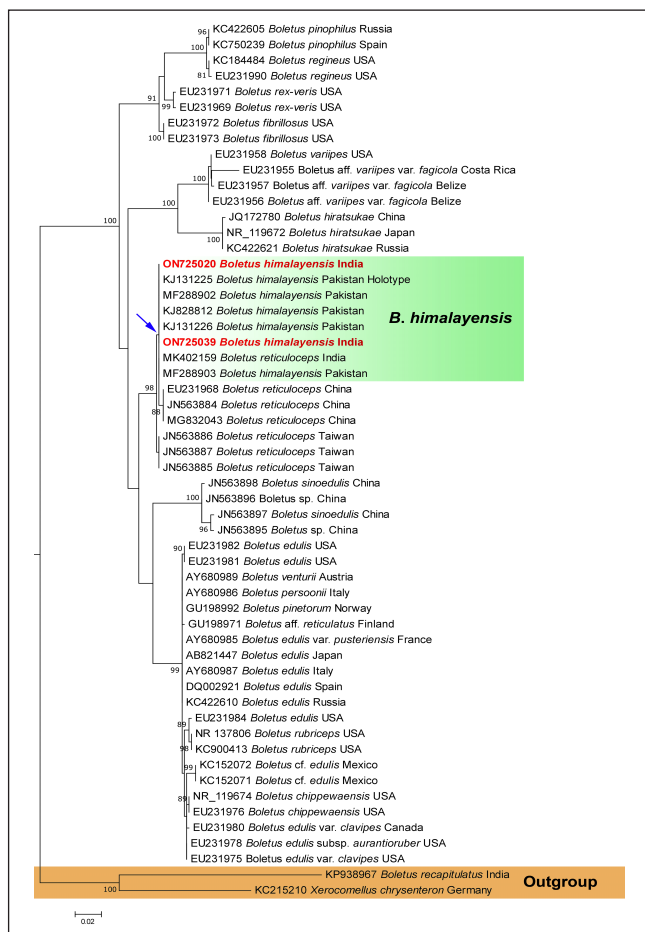 96 KC422605 Boletus pinophilus Russia
KC750239 Boletus pinophilus Spain
100 KC184484 Boletus regineus USA
81 EU231990 Boletus regineus USA
91 EU231971 Boletus rex-veris USA
99 EU231969 Boletus rex-veris USA
EU231972 Boletus fibrillosus USA
100 EU231973 Boletus fibrillosus USA
EU231958 Boletus variipes USA
100 EU231955 Boletus aff. variipes var. fagicola Costa Rica
EU231957 Boletus aff. variipes var. fagicola Belize
EU231956 Boletus aff. variipes var. fagicola Belize
100 JQ172780 Boletus hiratsukae China
100 NR_119672 Boletus hiratsukae Japan
KC422621 Boletus hiratsukae Russia
ON725020 Boletus himalayensis India
KJ131225 Boletus himalayensis Pakistan Holotype
MF288902 Boletus himalayensis Pakistan
KJ828812 Boletus himalayensis Pakistan
B. himalayensis
KJ131226 Boletus himalayensis Pakistan
ON725039 Boletus himalayensis India
MK402159 Boletus reticuloceps India
MF288903 Boletus himalayensis Pakistan
98 EU231968 Boletus reticuloceps China
88 JN563884 Boletus reticuloceps China
MG832043 Boletus reticuloceps China
JN563886 Boletus reticuloceps Taiwan
JN563887 Boletus reticuloceps Taiwan
JN563885 Boletus reticuloceps Taiwan
JN563898 Boletus sinoedulis China
100 JN563896 Boletus sp. China
JN563897 Boletus sinoedulis China
96 JN563895 Boletus sp. China
90 EU231982 Boletus edulis USA
EU231981 Boletus edulis USA
AY680989 Boletus venturii Austria
AY680986 Boletus persoonii Italy
GU198992 Boletus pinetorum Norway
GU198971 Boletus aff. reticulatus Finland
AY680985 Boletus edulis var. pusteriensis France
AB821447 Boletus edulis Japan
99 AY680987 Boletus edulis Italy
DQ002921 Boletus edulis Spain
KC422610 Boletus edulis Russia
89 EU231984 Boletus edulis USA
NR 137806 Boletus rubriceps USA
98 KC900413 Boletus rubriceps USA
99 KC152072 Boletus cf. edulis Mexico
KC152071 Boletus cf. edulis Mexico
89 NR_119674 Boletus chippewaensis USA
EU231976 Boletus chippewaensis USA
EU231980 Boletus edulis var. clavipes Canada
EU231978 Boletus edulis subsp. aurantioruber USA
EU231975 Boletus edulis var. clavipes USA
KP938967 Boletus recapitulatus India
Outgroup
100 KC215210 Xerocomellus chrysenteron Germany
0.02